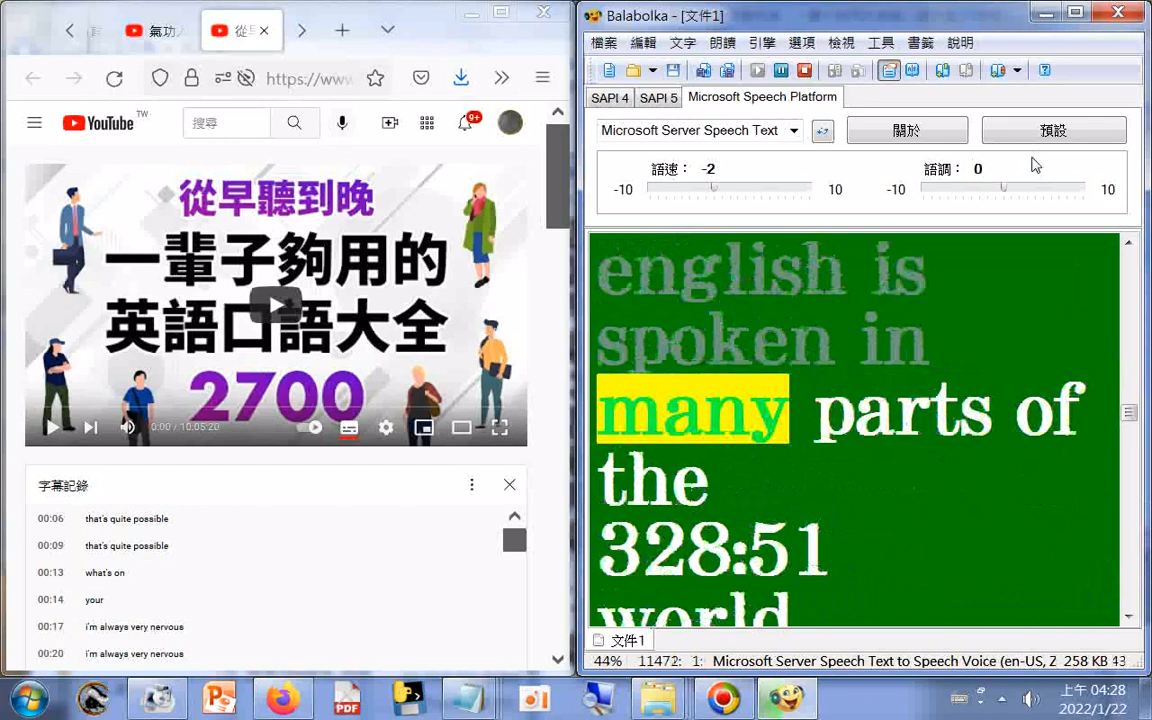 氣功
從
https://www
YouTube TW
搜尋
9+
從早聽到晚
一輩子夠用的
英語口語大全
2700
0:00 / 10:05:20
字幕記錄
00:06 that's quite possible
00:09 that's quite possible
00:13 what's on
00:14 your
00:17 i'm always very nervous
00:20 i'm always very nervous
Balabolka - [文件1]
檔案 編輯 文字 朗讀 引擎 選項 檢視 工具 書籤 說明
SAPI 4 SAPI 5 Microsoft Speech Platform
Microsoft Server Speech Text 關於 預設
語速： -2 語調： 0
-10 10 -10 10
english is
spoken in
many parts of
the
328:51
world
文件1
44% 11472: 1: Microsoft Server Speech Text to Speech Voice (en-US, Z 258 KB 43
PDF
上午 04:28
2022/1/22